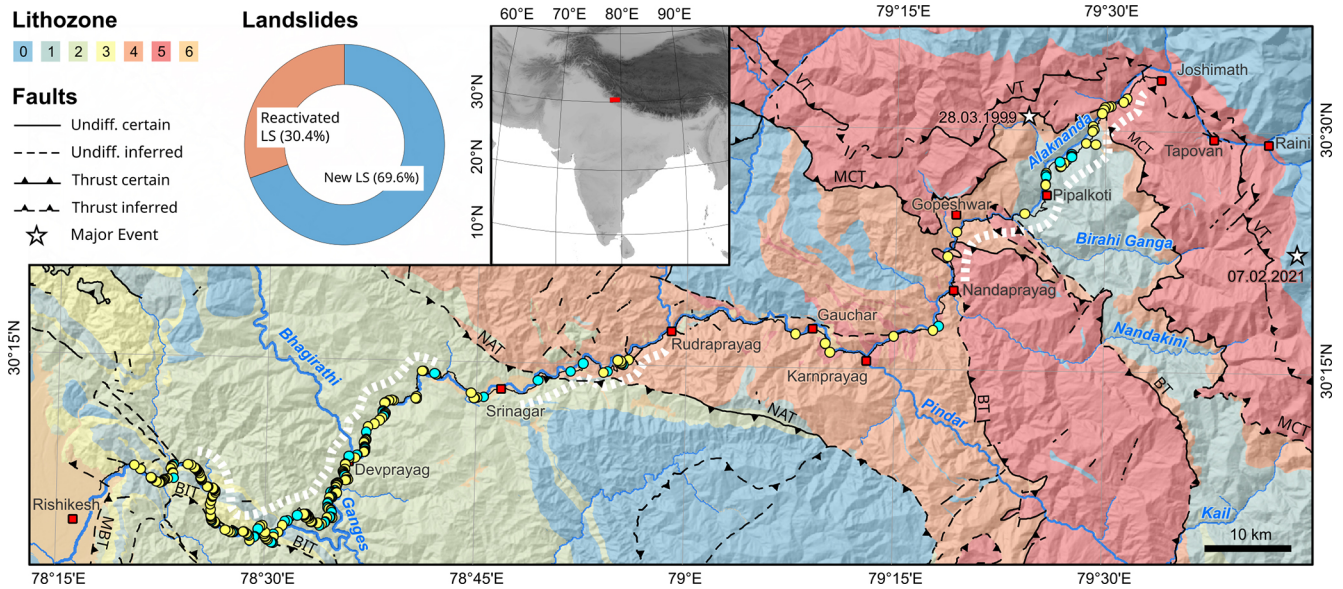 Lithozone
0 1 2 3 4 5 6
Faults
Undiff. certain
Undiff. inferred
Thrust certain
Thrust inferred
Major Event
Landslides
Reactivated
LS (30.4%)
New LS (69.6%)
60°E 70°E 80°E 90°E
30°N
20°N
10°N
79°15'E 79°30'E
30°30'N
30°15'N
30°15'N
78°15'E 78°30'E 78°45'E 79°E 79°15'E 79°30'E
VT
VT
28.03.1999
Joshimath
Alaknanda
MCT
Tapovan
Raini
MCT
Pipalkoti
Gopeshwar
VT
Birahi Ganga
07.02.2021
Nandaprayag
Gauchar
Nandakini
Bhagirathi
NAT
Rudraprayag
Karnprayag
BT
Srinagar
NAT
Pindar
BT
MCT
Devprayag
Rishikesh
BIT
MBT
Ganges
BIT
Kail
10 km